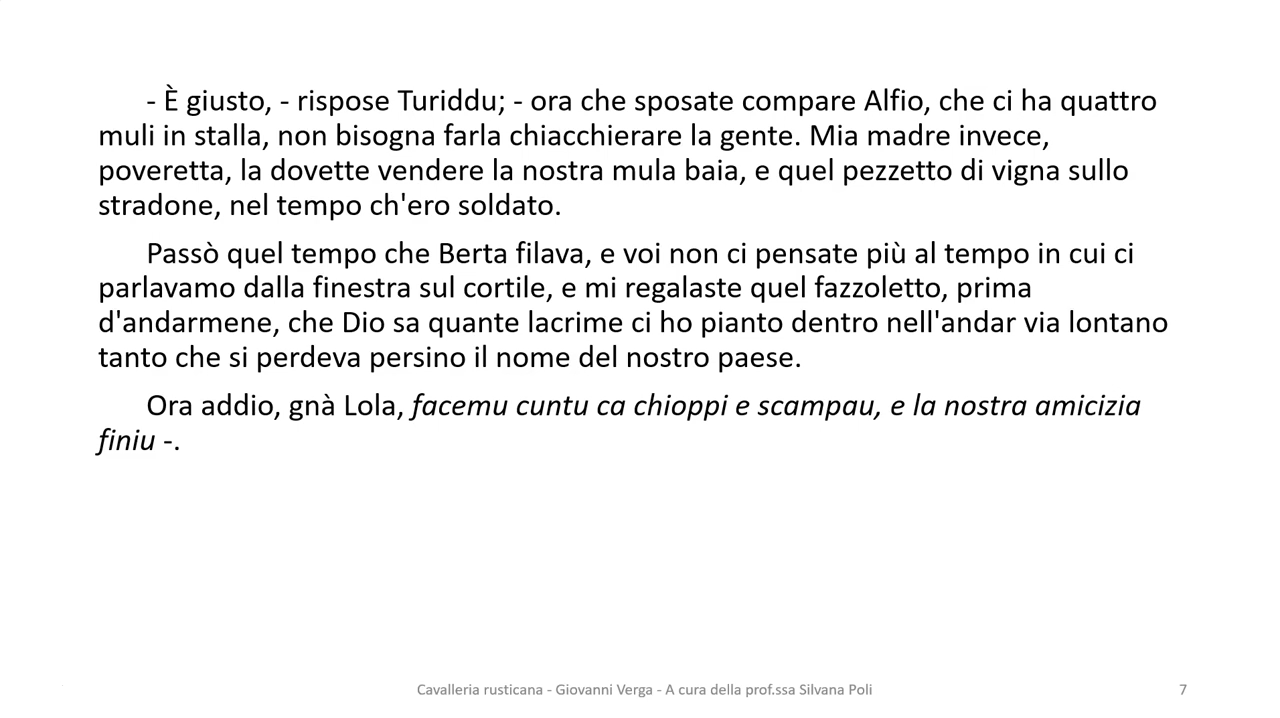 - È giusto, - rispose Turiddu; - ora che sposate compare Alfio, che ci ha quattro
muli in stalla, non bisogna farla chiacchierare la gente. Mia madre invece,
poveretta, la dovette vendere la nostra mula baia, e quel pezzetto di vigna sullo
stradone, nel tempo ch'ero soldato.
Passò quel tempo che Berta filava, e voi non ci pensate più al tempo in cui ci
parlavamo dalla finestra sul cortile, e mi regalaste quel fazzoletto, prima
d'andarmene, che Dio sa quante lacrime ci ho pianto dentro nell'andar via lontano
tanto che si perdeva persino il nome del nostro paese.
Ora addio, gnà Lola, facemu cuntu ca chioppi e scampau, e la nostra amicizia
finiu -.
Cavalleria rusticana - Giovanni Verga - A cura della prof.ssa Silvana Poli
7